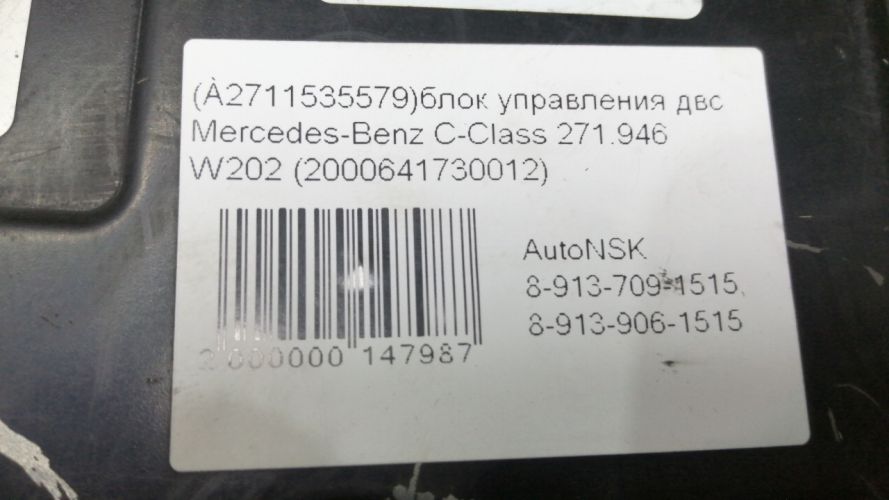 (À2711535579)блок управления двс
Mercedes-Benz C-Class 271.946
W202 (2000641730012)
AutoNSK
8-913-709-1515,
8-913-906-1515
2 000000 147987